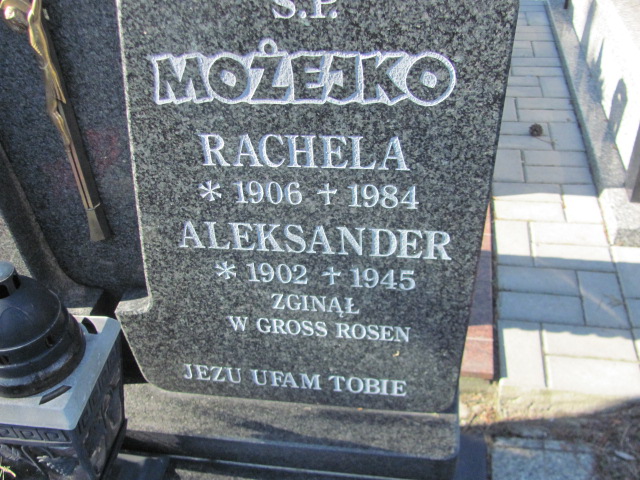 Ś.P.
MOŻEJKO
RACHELA
* 1906 + 1984
ALEKSANDER
* 1902 + 1945
ZGINĄŁ
W GROSS ROSEN
JEZU UFAM TOBIE